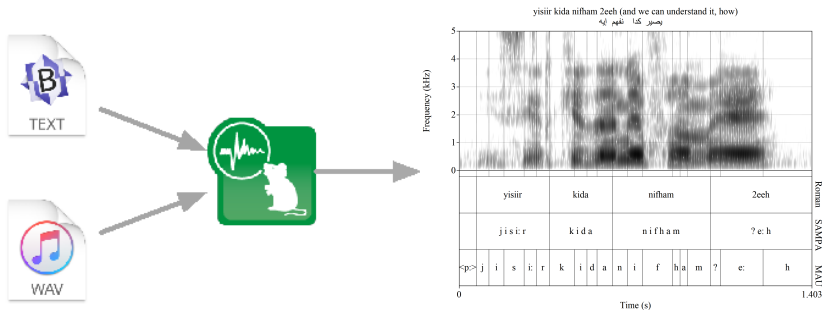 B
TEXT
WAV
yisiir kida nifham 2eeh (and we can understand it, how)
يصير كدا نفهم ايه
Frequency (kHz)
5
4
3
2
1
0
yisiir kida nifham 2eeh Roman
j i s i: r k i d a n i f h a m ? e: h SAMPA
<p:> j i s i: r k i d a n i f h a m ? e: h MAU
0 1.403
Time (s)